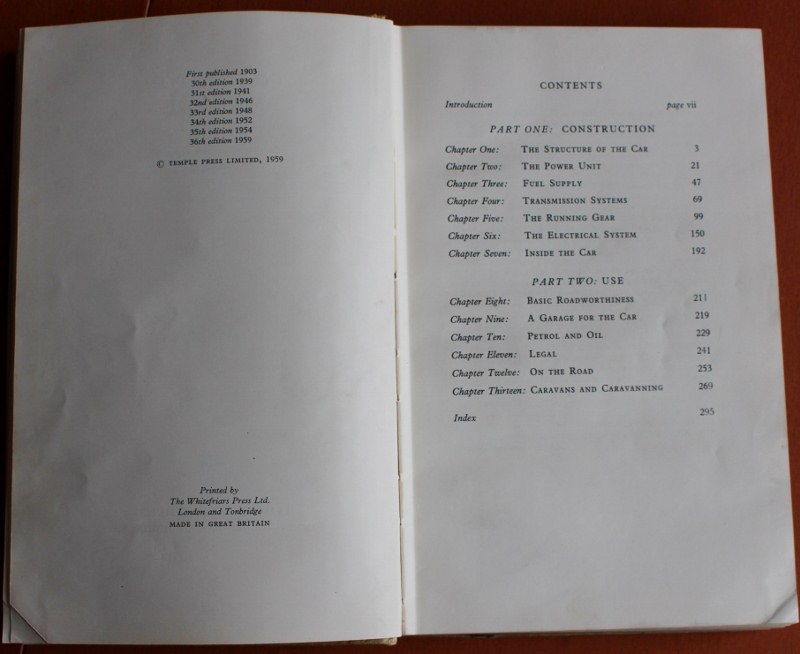 First published 1903
30th edition 1939
31st edition 1941
32nd edition 1946
33rd edition 1948
34th edition 1952
35th edition 1954
36th edition 1959
© TEMPLE PRESS LIMITED, 1959
Printed by
The Whitefriars Press Ltd.
London and Tonbridge
MADE IN GREAT BRITAIN
CONTENTS
Introduction page vii
PART ONE: CONSTRUCTION
Chapter One: THE STRUCTURE OF THE CAR 3
Chapter Two: THE POWER UNIT 21
Chapter Three: FUEL SUPPLY 47
Chapter Four: TRANSMISSION SYSTEMS 69
Chapter Five: THE RUNNING GEAR 99
Chapter Six: THE ELECTRICAL SYSTEM 150
Chapter Seven: INSIDE THE CAR 192
PART TWO: USE
Chapter Eight: BASIC ROADWORTHINESS 211
Chapter Nine: A GARAGE FOR THE CAR 219
Chapter Ten: PETROL AND OIL 229
Chapter Eleven: LEGAL 241
Chapter Twelve: ON THE ROAD 253
Chapter Thirteen: CARAVANS AND CARAVANNING 269
Index 295